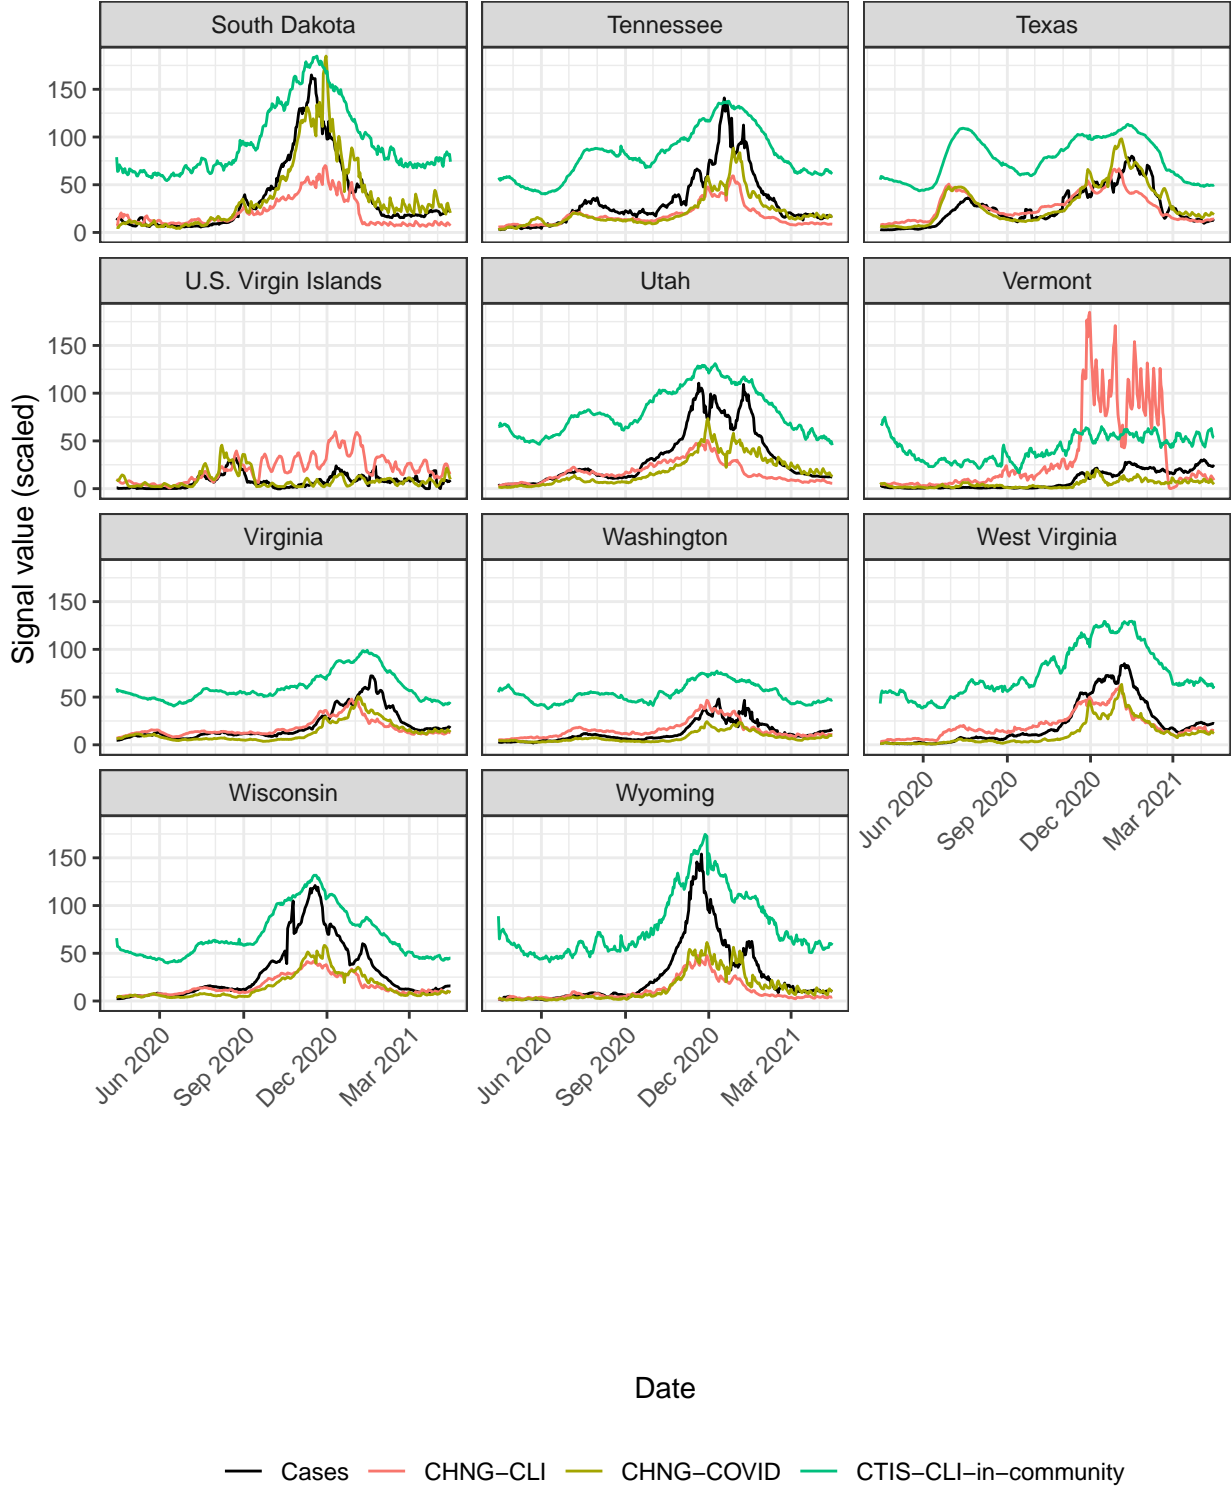 South Dakota
Tennessee
Texas
150
100
50
0
U.S. Virgin Islands
Utah
Vermont
150
100
50
0
Virginia
Washington
West Virginia
150
100
50
0
Jun 2020
Sep 2020
Dec 2020
Mar 2021
Wisconsin
Wyoming
150
100
50
0
Jun 2020
Sep 2020
Dec 2020
Mar 2021
Jun 2020
Sep 2020
Dec 2020
Mar 2021
Signal value (scaled)
Date
Cases CHNG−CLI CHNG−COVID CTIS−CLI−in−community